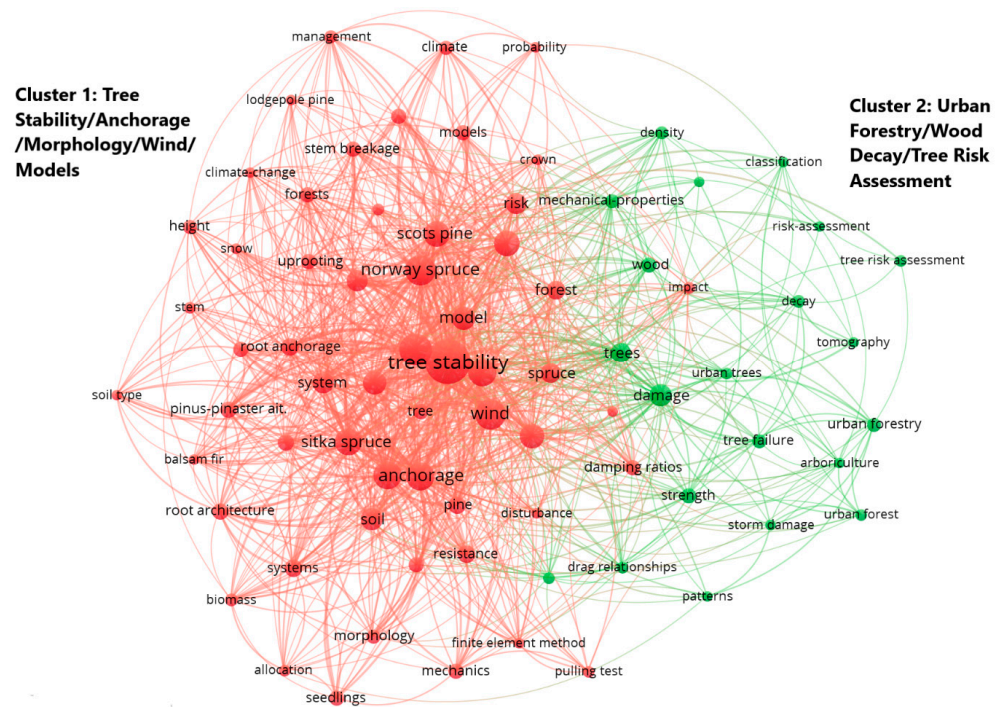 management
climate
probability
Cluster 1: Tree
Stability/Anchorage
/Morphology/Wind/
Models
Cluster 2: Urban
Forestry/Wood
Decay/Tree Risk
Assessment
lodgepole pine
models
density
stem breakage
crown
classification
climate-change
forests
risk
mechanical-properties
height
scots pine
risk-assessment
snow
uprooting
norway spruce
wood
tree risk assessment
forest
impact
stem
model
decay
root anchorage
trees
tomography
tree stability
system
spruce
urban trees
soil type
damage
pinus-pinaster ait.
tree
wind
urban forestry
sitka spruce
tree failure
balsam fir
anchorage
damping ratios
arboriculture
root architecture
soil
pine
disturbance
strength
storm damage
urban forest
resistance
systems
drag relationships
biomass
patterns
morphology
finite element method
allocation
mechanics
pulling test
seedlings